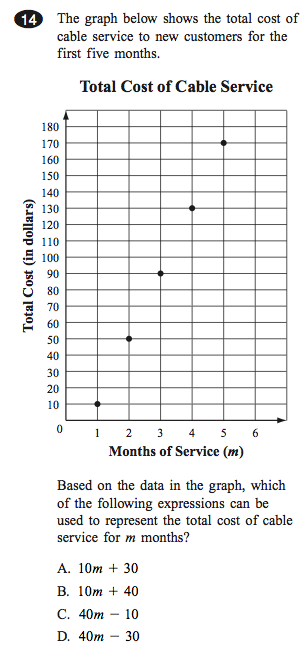 14 The graph below shows the total cost of
cable service to new customers for the
first five months.
Total Cost of Cable Service
Total Cost (in dollars)
180
170
160
150
140
130
120
110
100
90
80
70
60
50
40
30
20
10
0 1 2 3 4 5 6
Months of Service (m)
Based on the data in the graph, which
of the following expressions can be
used to represent the total cost of cable
service for m months?
A. 10m + 30
B. 10m + 40
C. 40m − 10
D. 40m − 30